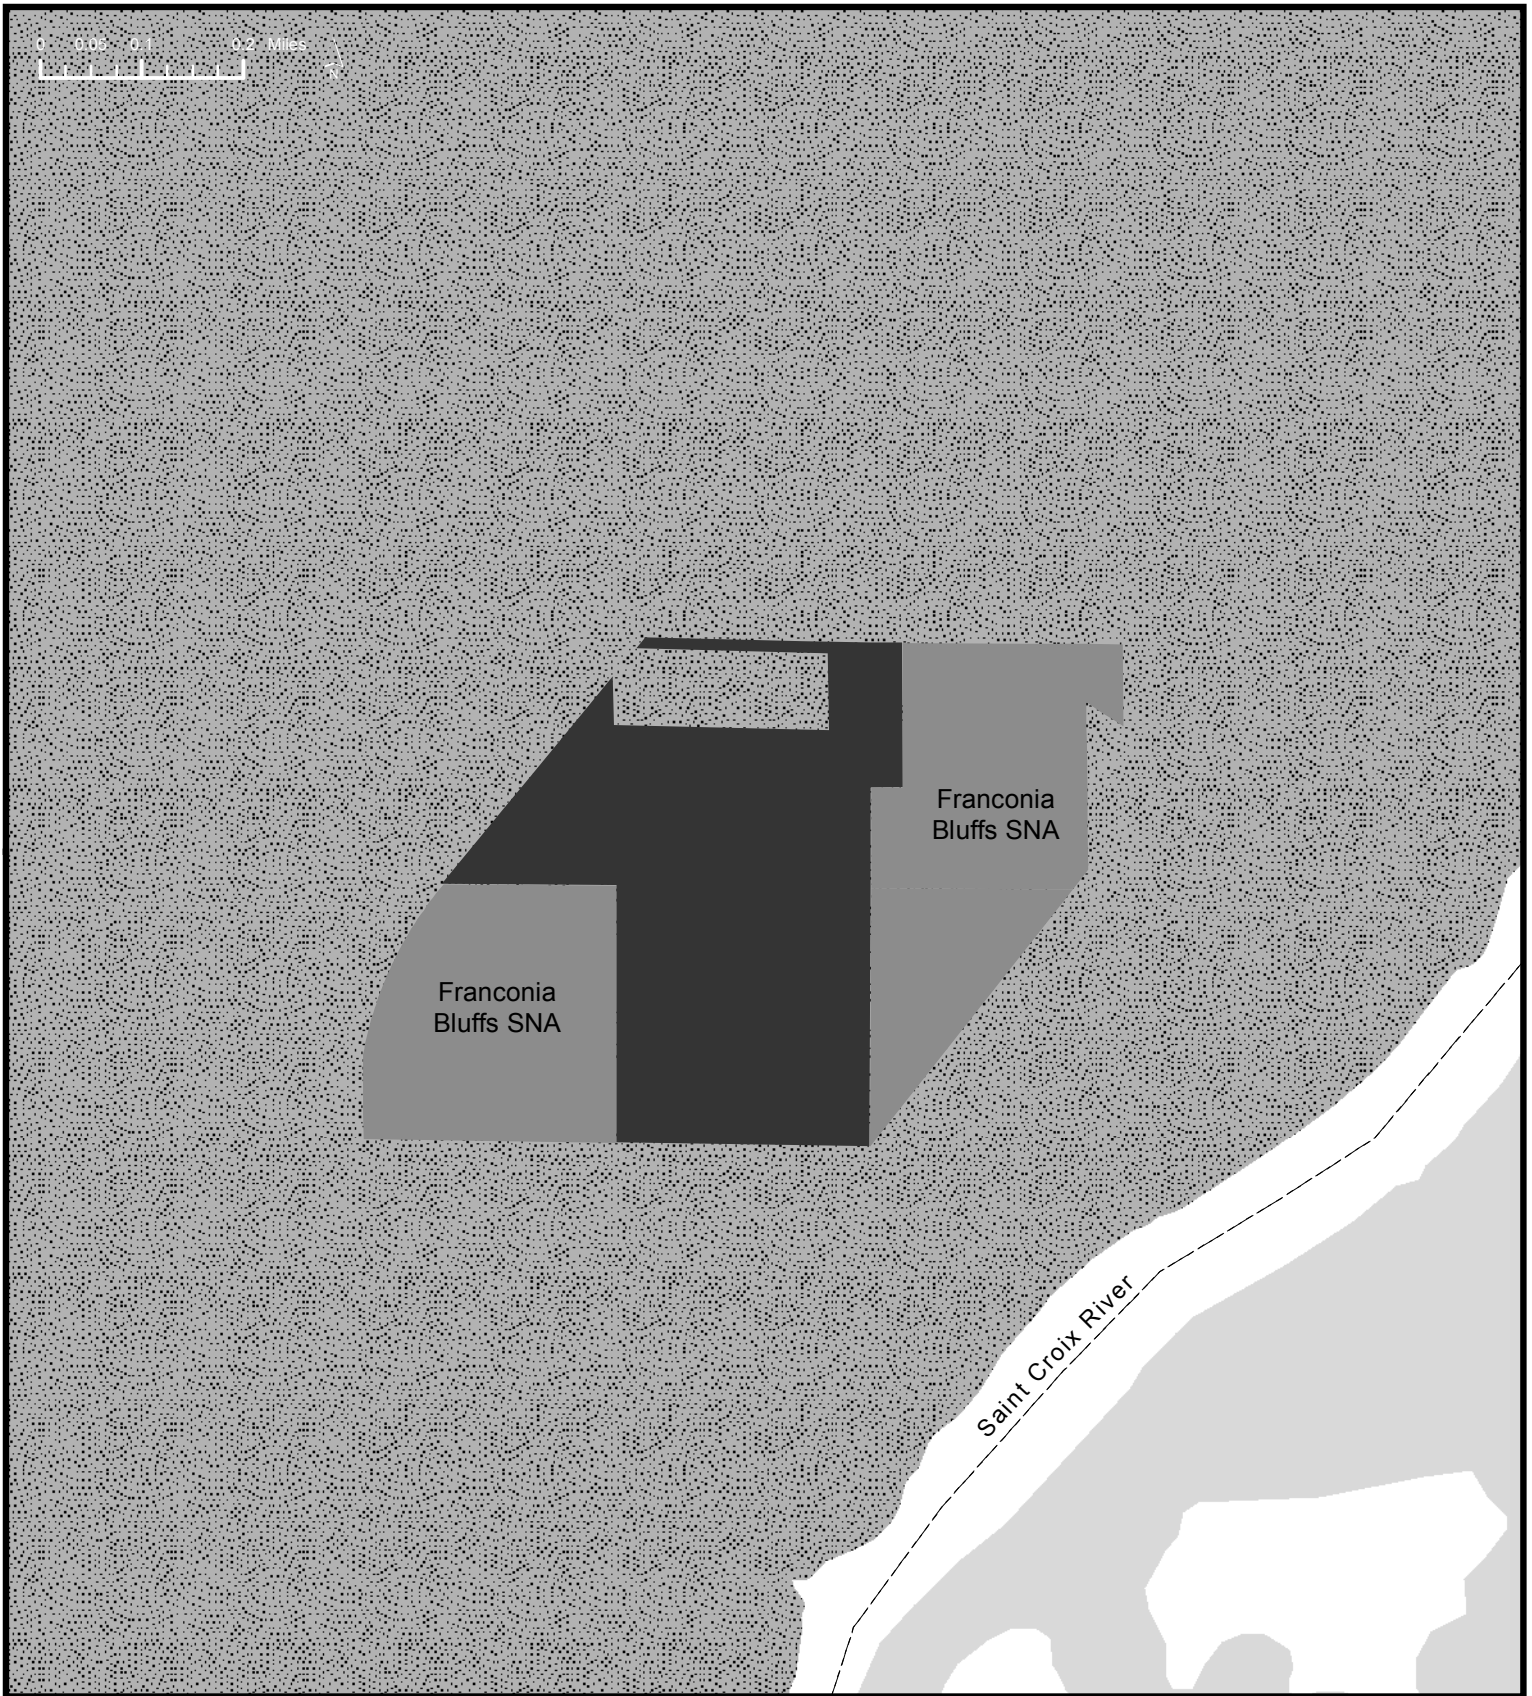 0 0.05 0.1 0.2 Miles
N
Franconia
Bluffs SNA
Franconia
Bluffs SNA
Saint Croix River